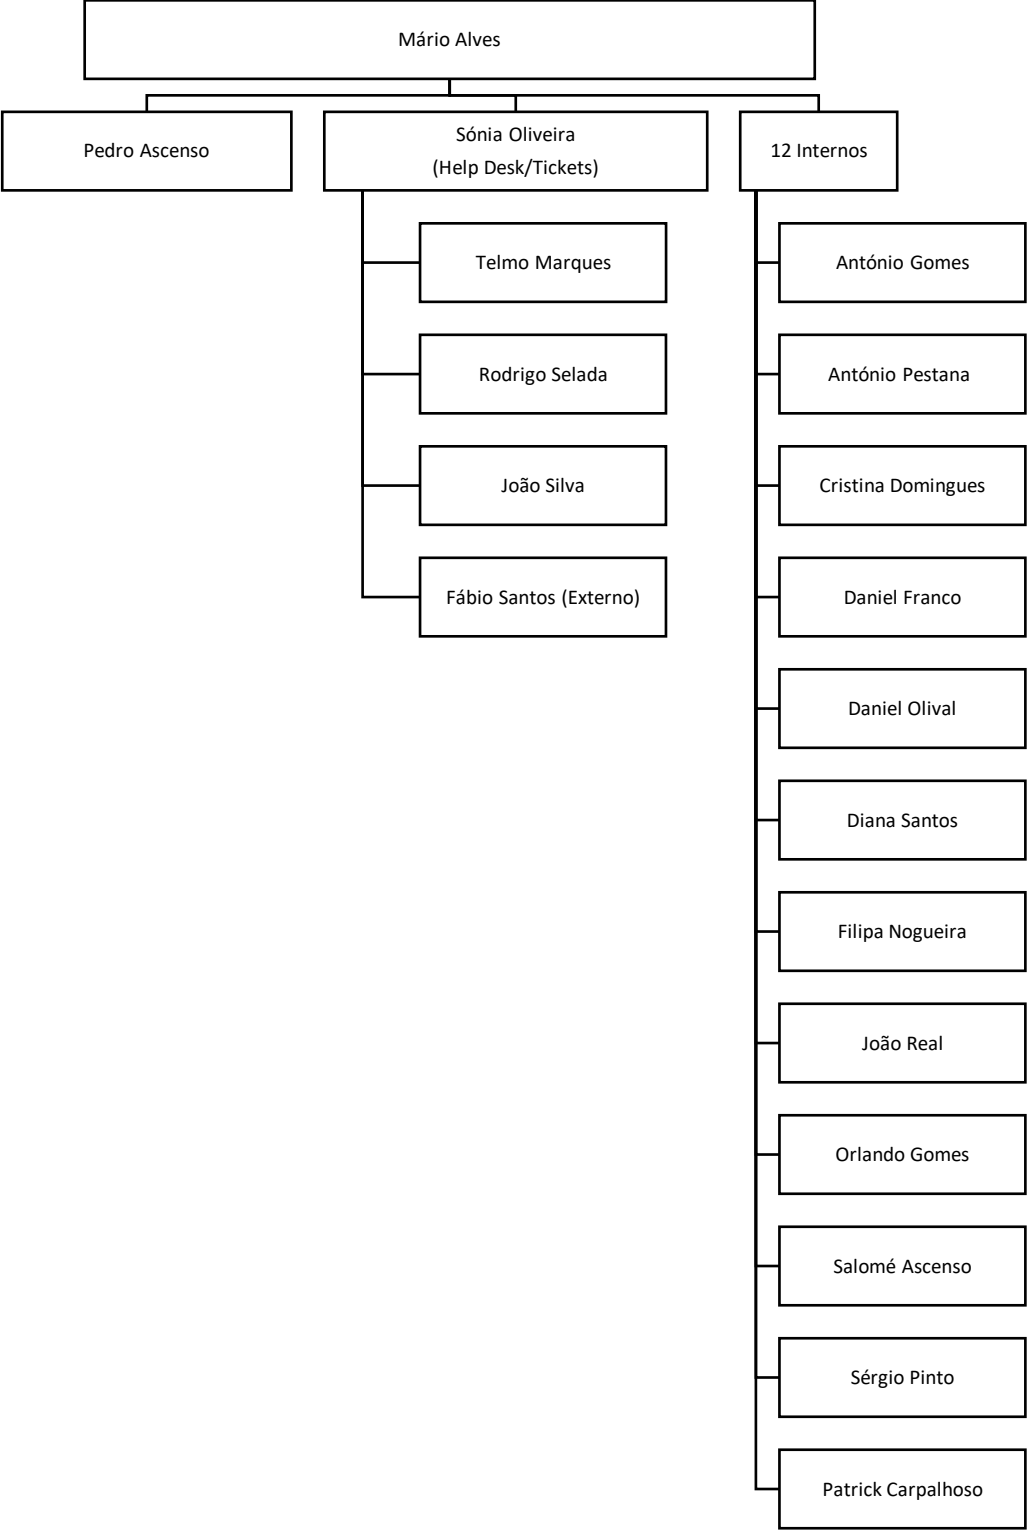 Mário Alves
Pedro Ascenso
Sónia Oliveira
(Help Desk/Tickets)
12 Internos
Telmo Marques
Rodrigo Selada
João Silva
Fábio Santos (Externo)
António Gomes
António Pestana
Cristina Domingues
Daniel Franco
Daniel Olival
Diana Santos
Filipa Nogueira
João Real
Orlando Gomes
Salomé Ascenso
Sérgio Pinto
Patrick Carpalhoso